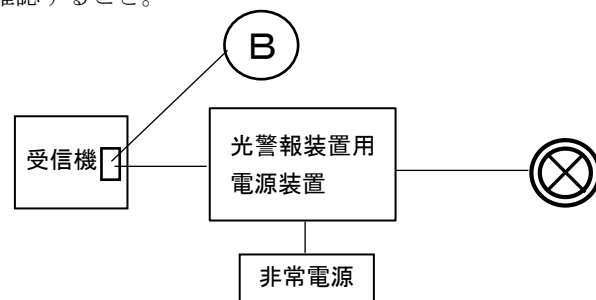 確認すること。
B
受信機
光警報装置用
電源装置
非常電源